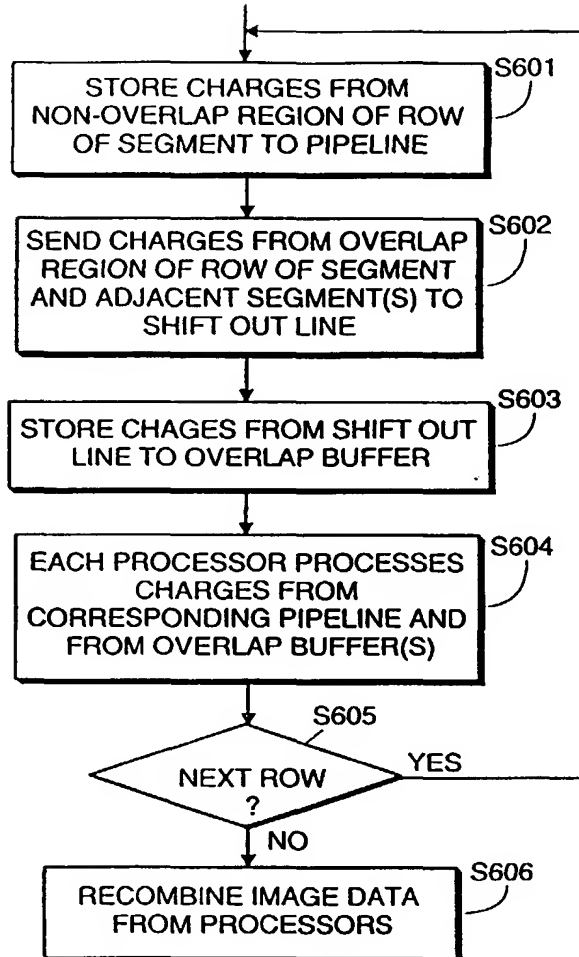 S601
STORE CHARGES FROM
NON-OVERLAP REGION OF ROW
OF SEGMENT TO PIPELINE
S602
SEND CHARGES FROM OVERLAP
REGION OF ROW OF SEGMENT
AND ADJACENT SEGMENT(S) TO
SHIFT OUT LINE
S603
STORE CHAGES FROM SHIFT OUT
LINE TO OVERLAP BUFFER
S604
EACH PROCESSOR PROCESSES
CHARGES FROM
CORRESPONDING PIPELINE AND
FROM OVERLAP BUFFER(S)
S605
NEXT ROW
?
YES
NO
S606
RECOMBINE IMAGE DATA
FROM PROCESSORS